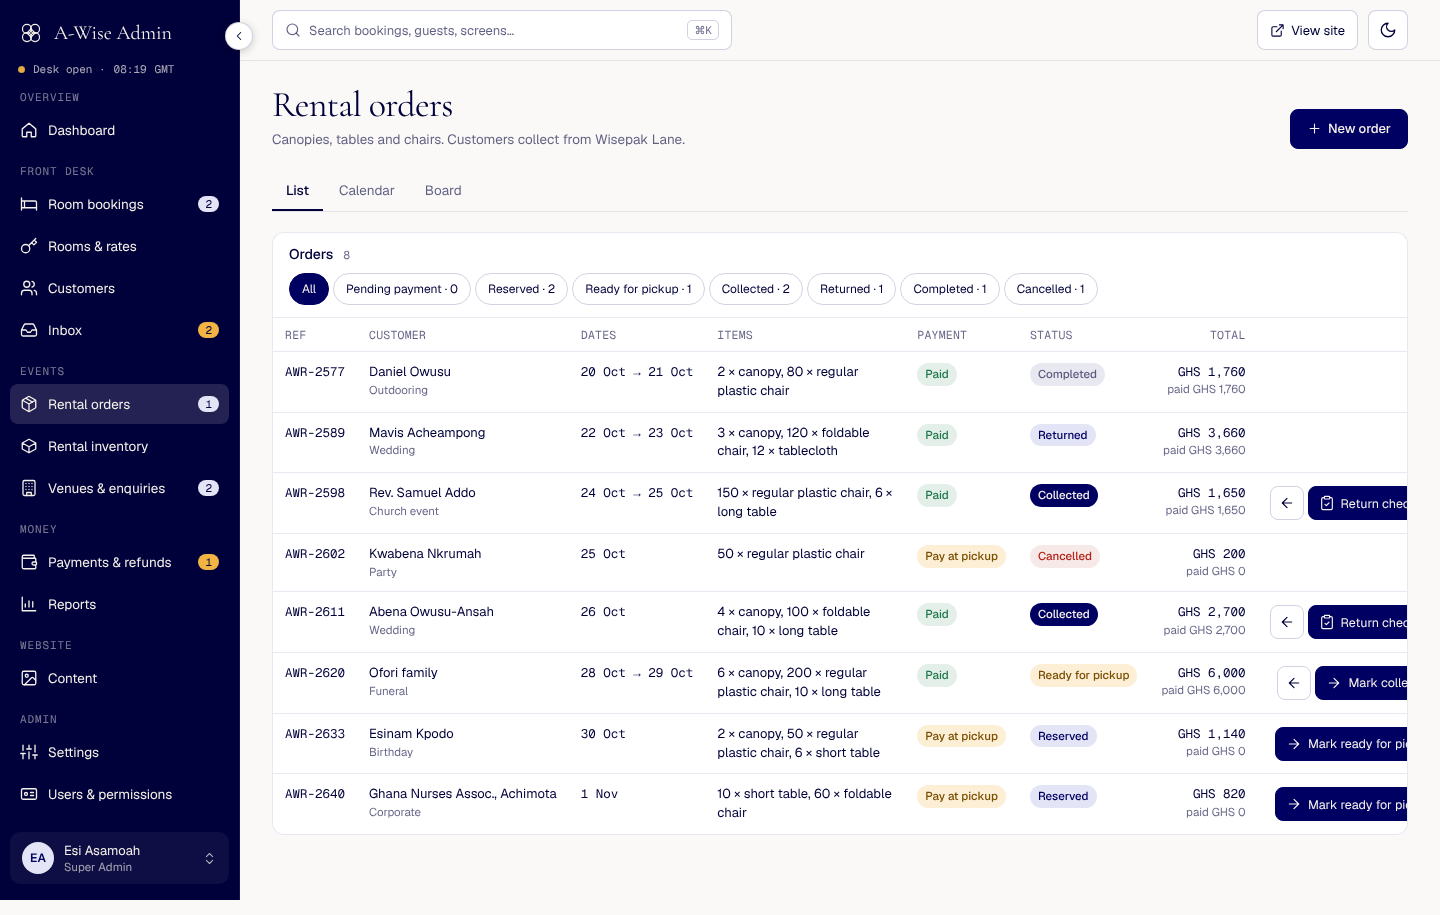 A-Wise Admin
Search bookings, guests, screens...
⌘K
View site
Desk open · 08:19 GMT
OVERVIEW
Dashboard
FRONT DESK
Room bookings 2
Rooms & rates
Customers
Inbox 2
EVENTS
Rental orders 1
Rental inventory
Venues & enquiries 2
MONEY
Payments & refunds 1
Reports
WEBSITE
Content
ADMIN
Settings
Users & permissions
EA
Esi Asamoah
Super Admin
Rental orders
Canopies, tables and chairs. Customers collect from Wisepak Lane.
New order
List Calendar Board
Orders 8
All Pending payment · 0 Reserved · 2 Ready for pickup · 1 Collected · 2 Returned · 1 Completed · 1 Cancelled · 1
REF CUSTOMER DATES ITEMS PAYMENT STATUS TOTAL
AWR-2577 Daniel Owusu 20 Oct → 21 Oct 2 × canopy, 80 × regular Paid Completed GHS 1,760
Outdooring plastic chair paid GHS 1,760
AWR-2589 Mavis Acheampong 22 Oct → 23 Oct 3 × canopy, 120 × foldable Paid Returned GHS 3,660
Wedding chair, 12 × tablecloth paid GHS 3,660
AWR-2598 Rev. Samuel Addo 24 Oct → 25 Oct 150 × regular plastic chair, 6 × Paid Collected GHS 1,650 ← Return chec
Church event long table paid GHS 1,650
AWR-2602 Kwabena Nkrumah 25 Oct 50 × regular plastic chair Pay at pickup Cancelled GHS 200
Party paid GHS 0
AWR-2611 Abena Owusu-Ansah 26 Oct 4 × canopy, 100 × foldable Paid Collected GHS 2,700 ← Return chec
Wedding chair, 10 × long table paid GHS 2,700
AWR-2620 Ofori family 28 Oct → 29 Oct 6 × canopy, 200 × regular Paid Ready for pickup GHS 6,000 ← → Mark colle
Funeral plastic chair, 10 × long table paid GHS 6,000
AWR-2633 Esinam Kpodo 30 Oct 2 × canopy, 50 × regular Pay at pickup Reserved GHS 1,140 → Mark ready for pi
Birthday plastic chair, 6 × short table paid GHS 0
AWR-2640 Ghana Nurses Assoc., Achimota 1 Nov 10 × short table, 60 × foldable Pay at pickup Reserved GHS 820 → Mark ready for pi
Corporate chair paid GHS 0